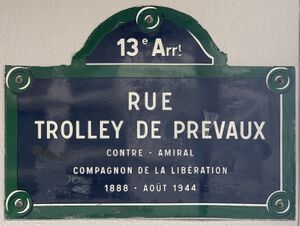 13e Arrt
RUE
TROLLEY DE PREVAUX
CONTRE - AMIRAL
COMPAGNON DE LA LIBÉRATION
1888 - AOÛT 1944